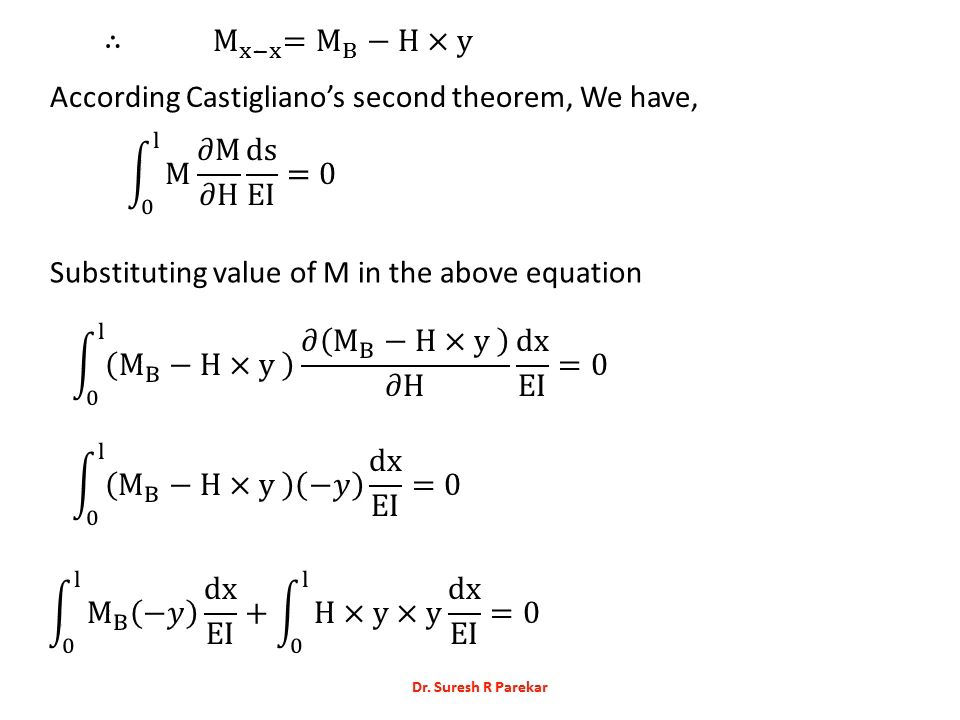 ∴ M_{x−x}= M_B − H × y
According Castigliano’s second theorem, We have,
∫_0^l M ∂M/∂H ds/EI = 0
Substituting value of M in the above equation
∫_0^l (M_B − H × y ) ∂(M_B − H × y )/∂H dx/EI = 0
∫_0^l (M_B − H × y )(−y) dx/EI = 0
∫_0^l M_B(−y) dx/EI + ∫_0^l H × y × y dx/EI = 0
Dr. Suresh R Parekar